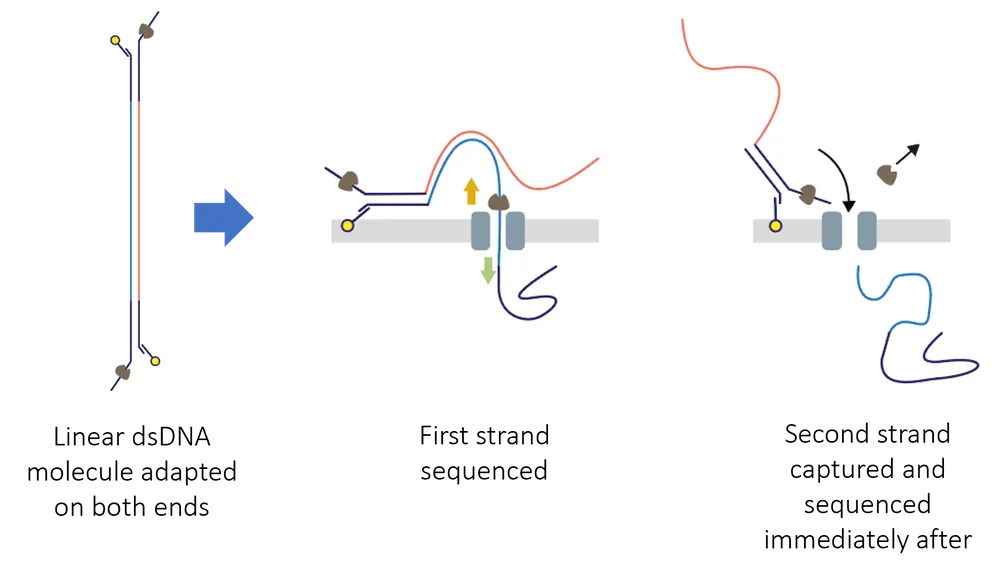 Linear dsDNA
molecule adapted
on both ends
First strand
sequenced
Second strand
captured and
sequenced
immediately after